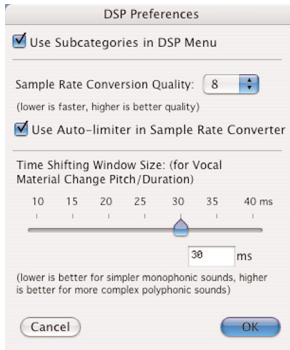 DSP Preferences
Use Subcategories in DSP Menu
Sample Rate Conversion Quality: 8
(lower is faster, higher is better quality)
Use Auto-limiter in Sample Rate Converter
Time Shifting Window Size: (for Vocal
Material Change Pitch/Duration)
10 15 20 25 30 35 40 ms
30 ms
(lower is better for simpler monophonic sounds, higher
is better for more complex polyphonic sounds)
Cancel OK